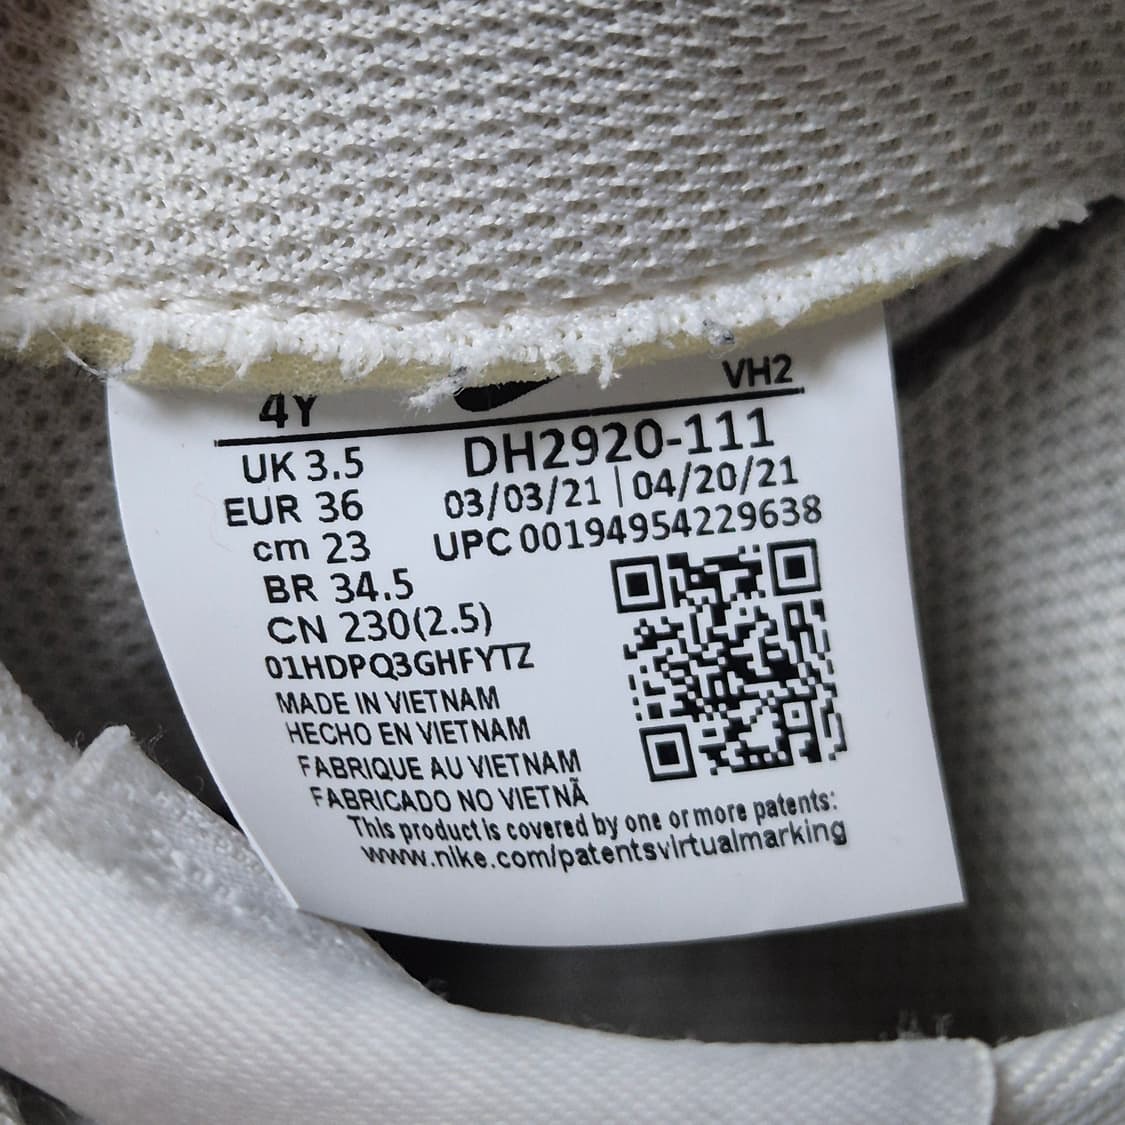 4Y VH2
UK 3.5 DH2920-111
EUR 36 03/03/21 | 04/20/21
cm 23 UPC 00194954229638
BR 34.5
CN 230(2.5)
01HDPQ3GHFYTZ
MADE IN VIETNAM
HECHO EN VIETNAM
FABRIQUE AU VIETNAM
FABRICADO NO VIETNÃ
This product is covered by one or more patents:
www.nike.com/patentsvirtualmarking